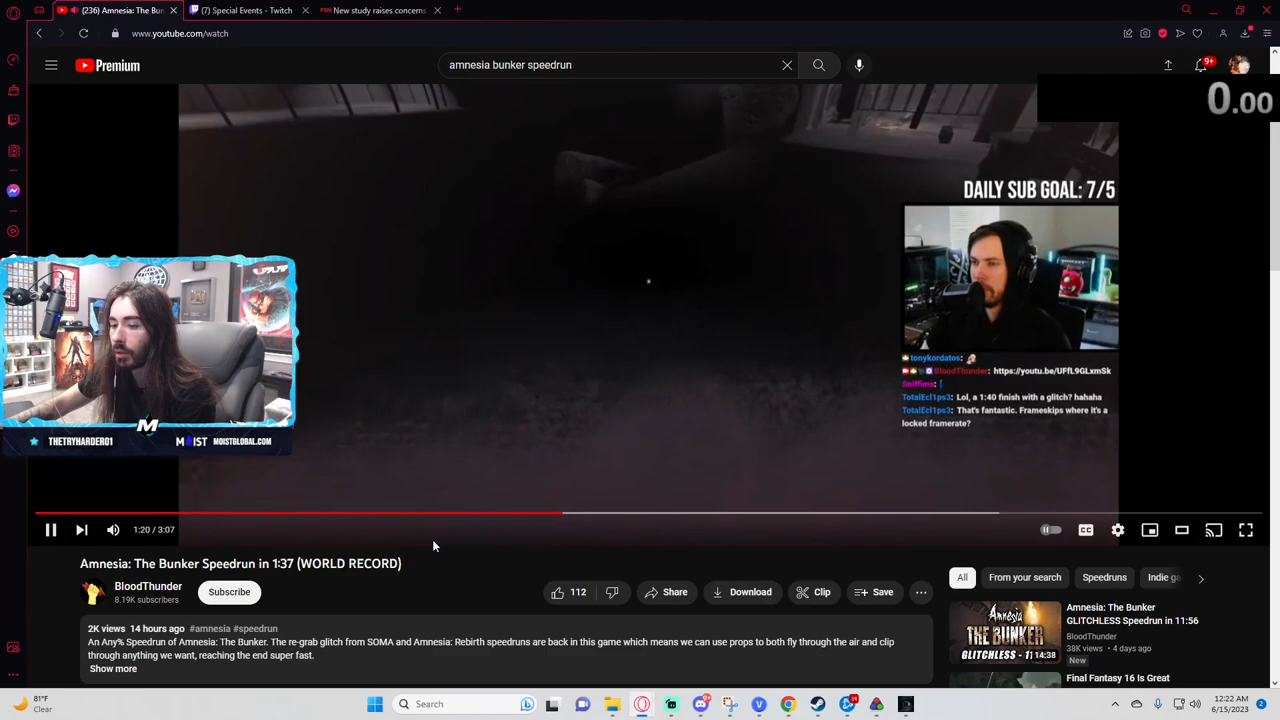 (236) Amnesia: The Bun
(7) Special Events - Twitch
New study raises concerns
www.youtube.com/watch
Premium
amnesia bunker speedrun
9+
0.00
DAILY SUB GOAL: 7/5
tonykordatos:
BloodThunder: https://youtu.be/UFfL9GLxmSk
Sniffims:
TotalEcl1ps3: Lol, a 1:40 finish with a glitch? hahaha
TotalEcl1ps3: That's fantastic. Frameskips where it's a
locked framerate?
THETRYHARDER01
M
MOIST
MOISTGLOBAL.COM
1:20 / 3:07
CC
Amnesia: The Bunker Speedrun in 1:37 (WORLD RECORD)
BloodThunder
8.19K subscribers
Subscribe
112
Share
Download
Clip
Save
2K views 14 hours ago #amnesia #speedrun
An Any% Speedrun of Amnesia: The Bunker. The re-grab glitch from SOMA and Amnesia: Rebirth speedruns are back in this game which means we can use props to both fly through the air and clip
through anything we want, reaching the end super fast.
Show more
All
From your search
Speedruns
Indie ga
Amnesia
THE BUNKER
GLITCHLESS
14:38
Amnesia: The Bunker
GLITCHLESS Speedrun in 11:56
BloodThunder
38K views • 4 days ago
New
Final Fantasy 16 Is Great
81°F
Clear
Search
12:22 AM
6/15/2023